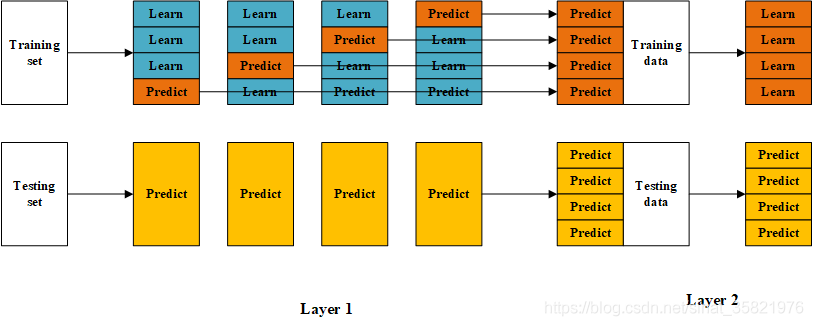 Learn Learn Learn Predict Predict Learn
Training set
Learn Learn Predict Learn Predict Training data Learn
Learn Predict Learn Learn Predict Learn
Predict Learn Predict Predict Predict Learn
Testing set
Predict Predict Predict Predict
Predict Predict
Predict Testing data Predict
Predict Predict
Predict Predict
Layer 1
Layer 2
https://blog.csdn.net/sinat_35821976